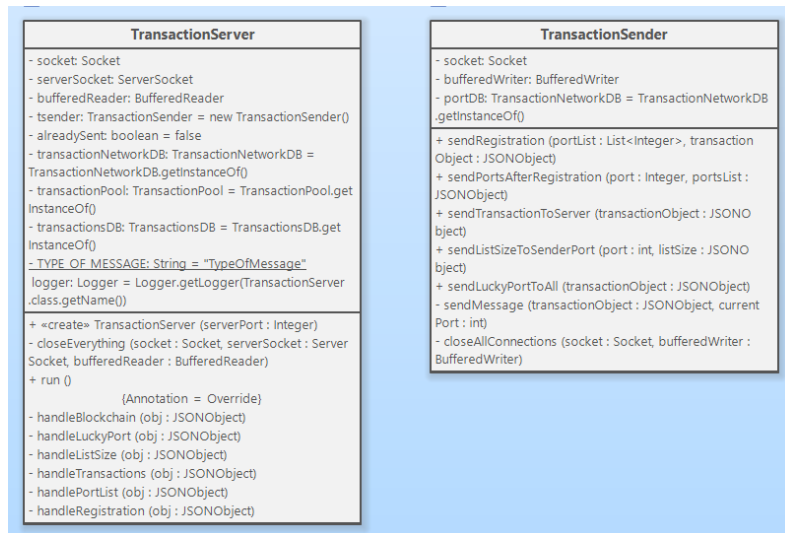 TransactionServer
- socket: Socket
- serverSocket: ServerSocket
- bufferedReader: BufferedReader
- tsender: TransactionSender = new TransactionSender()
- alreadySent: boolean = false
- transactionNetworkDB: TransactionNetworkDB =
TransactionNetworkDB.getInstanceOf()
- transactionPool: TransactionPool = TransactionPool.get
InstanceOf()
- transactionsDB: TransactionsDB = TransactionsDB.get
InstanceOf()
- TYPE OF MESSAGE: String = "TypeOfMessage"
logger: Logger = Logger.getLogger(TransactionServer
.class.getName())
+ «create» TransactionServer (serverPort : Integer)
- closeEverything (socket : Socket, serverSocket : Server
Socket, bufferedReader : BufferedReader)
+ run ()
{Annotation = Override}
- handleBlockchain (obj : JSONObject)
- handleLuckyPort (obj : JSONObject)
- handleListSize (obj : JSONObject)
- handleTransactions (obj : JSONObject)
- handlePortList (obj : JSONObject)
- handleRegistration (obj : JSONObject)
TransactionSender
- socket: Socket
- bufferedWriter: BufferedWriter
- portDB: TransactionNetworkDB = TransactionNetworkDB
.getInstanceOf()
+ sendRegistration (portList : List<Integer>, transaction
Object : JSONObject)
+ sendPortsAfterRegistration (port : Integer, portsList :
JSONObject)
+ sendTransactionToServer (transactionObject : JSONO
bject)
+ sendListSizeToSenderPort (port : int, listSize : JSONO
bject)
+ sendLuckyPortToAll (transactionObject : JSONObject)
- sendMessage (transactionObject : JSONObject, current
Port : int)
- closeAllConnections (socket : Socket, bufferedWriter :
BufferedWriter)